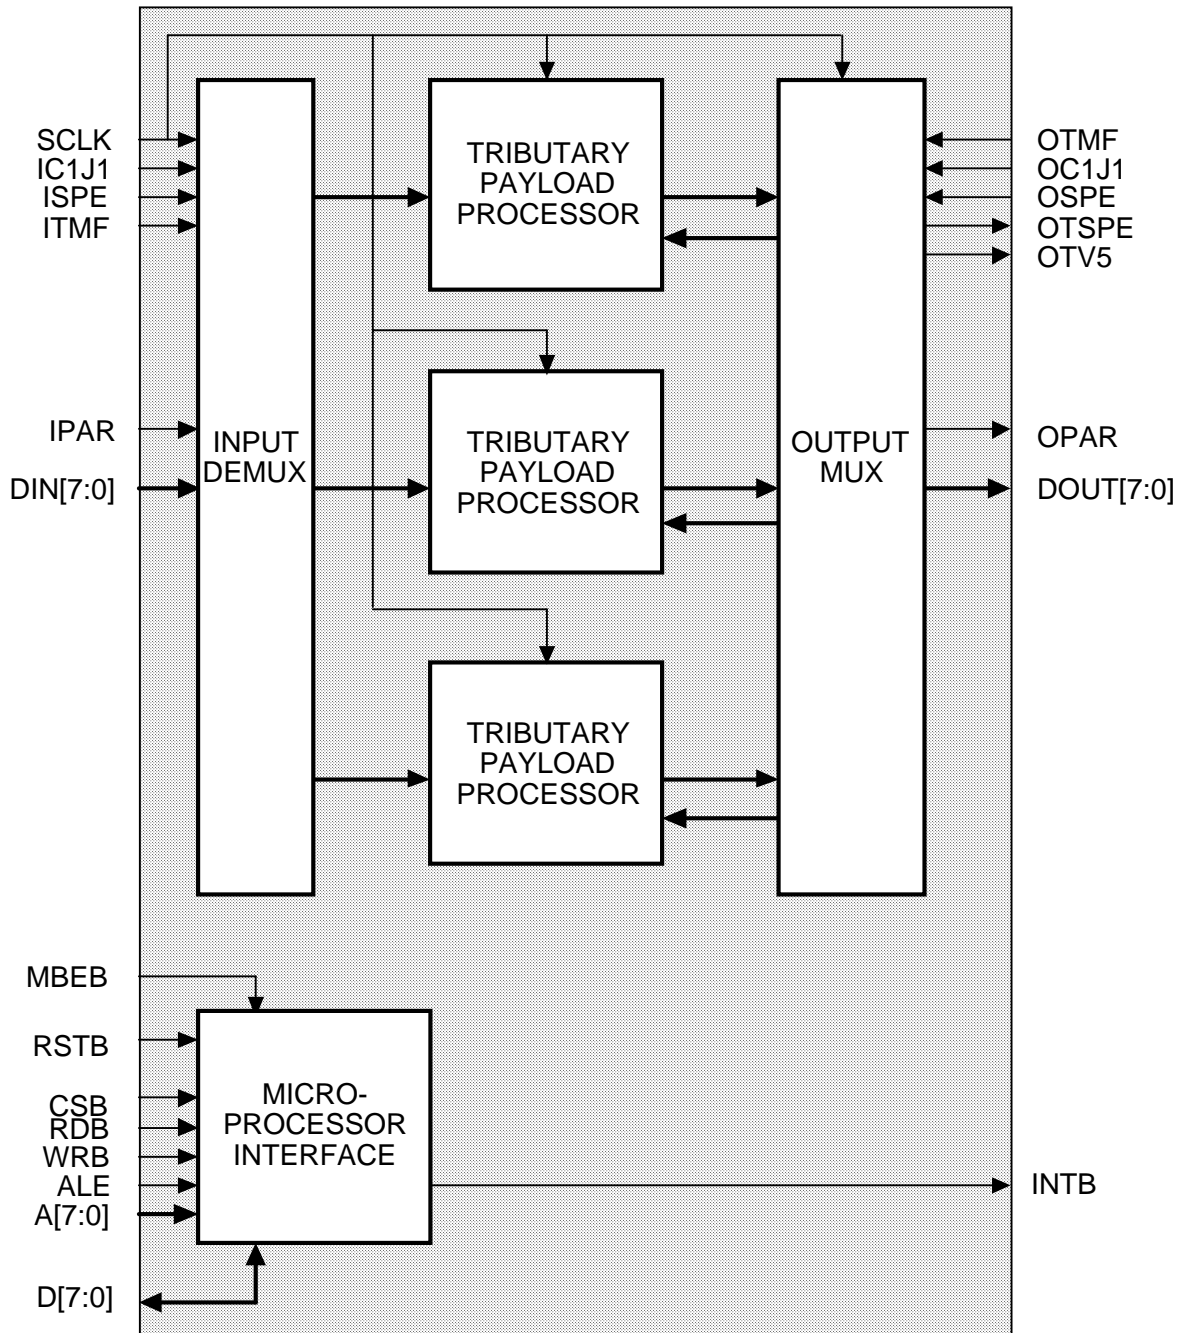 SCLK
IC1J1
ISPE
ITMF
IPAR
DIN[7:0]
INPUT
DEMUX
TRIBUTARY
PAYLOAD
PROCESSOR
TRIBUTARY
PAYLOAD
PROCESSOR
TRIBUTARY
PAYLOAD
PROCESSOR
OUTPUT
MUX
OTMF
OC1J1
OSPE
OTSPE
OTV5
OPAR
DOUT[7:0]
MBEB
RSTB
CSB
RDB
WRB
ALE
A[7:0]
D[7:0]
MICRO-
PROCESSOR
INTERFACE
INTB